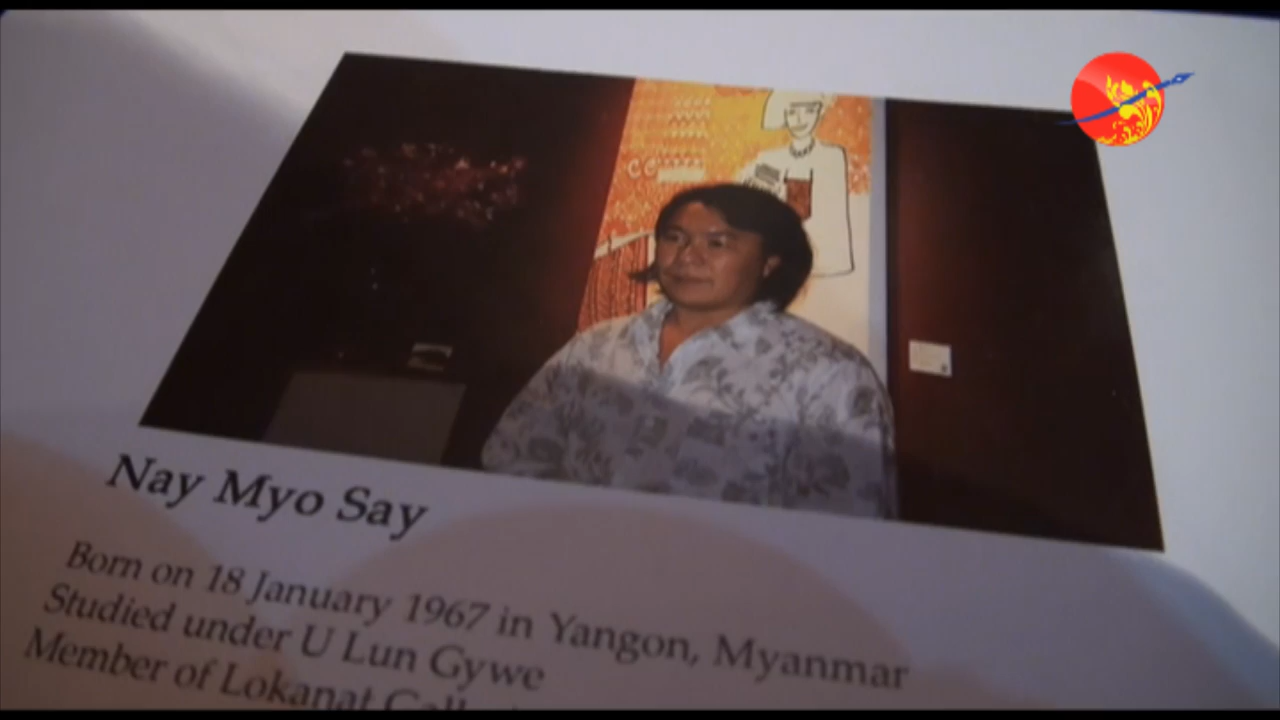 Nay Myo Say
Born on 18 January 1967 in Yangon, Myanmar
Studied under U Lun Gywe
Member of Lokanat